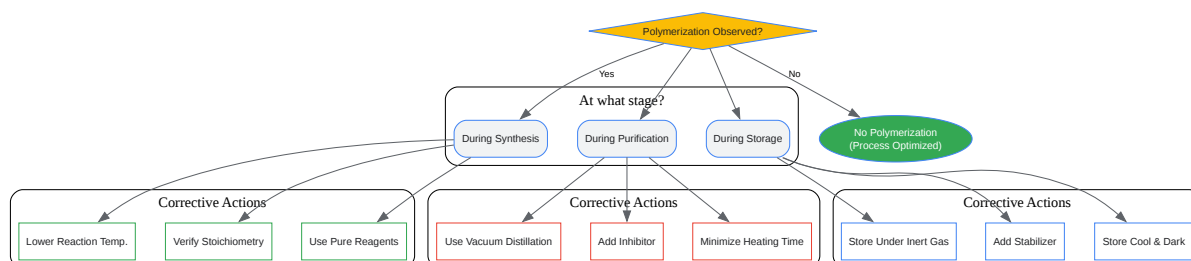 Polymerization Observed?
Yes
No
At what stage?
During Synthesis
During Purification
During Storage
No Polymerization
(Process Optimized)
Corrective Actions
Corrective Actions
Corrective Actions
Lower Reaction Temp.
Verify Stoichiometry
Use Pure Reagents
Use Vacuum Distillation
Add Inhibitor
Minimize Heating Time
Store Under Inert Gas
Add Stabilizer
Store Cool & Dark